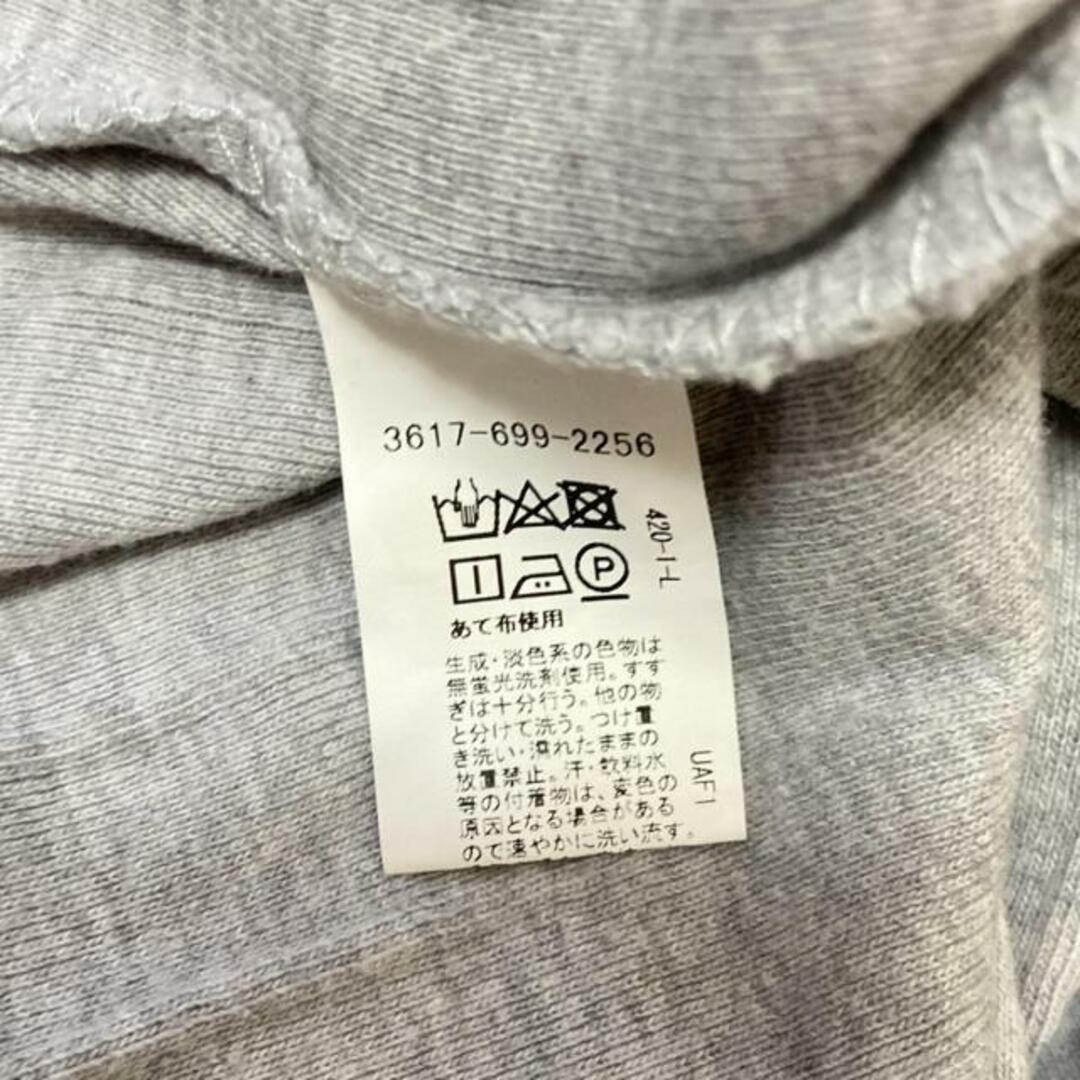 3617-699-2256
420-1-L
P
あて布使用
生成・淡色系の色物は
無蛍光洗剤使用。すす
ぎは十分行う。他の物
と分けて洗う。つけ置
き洗い・濡れたままの
放置禁止。汗・飲料水
等の付着物は、変色の
原因となる場合がある
ので速やかに洗い流す。
UAF1